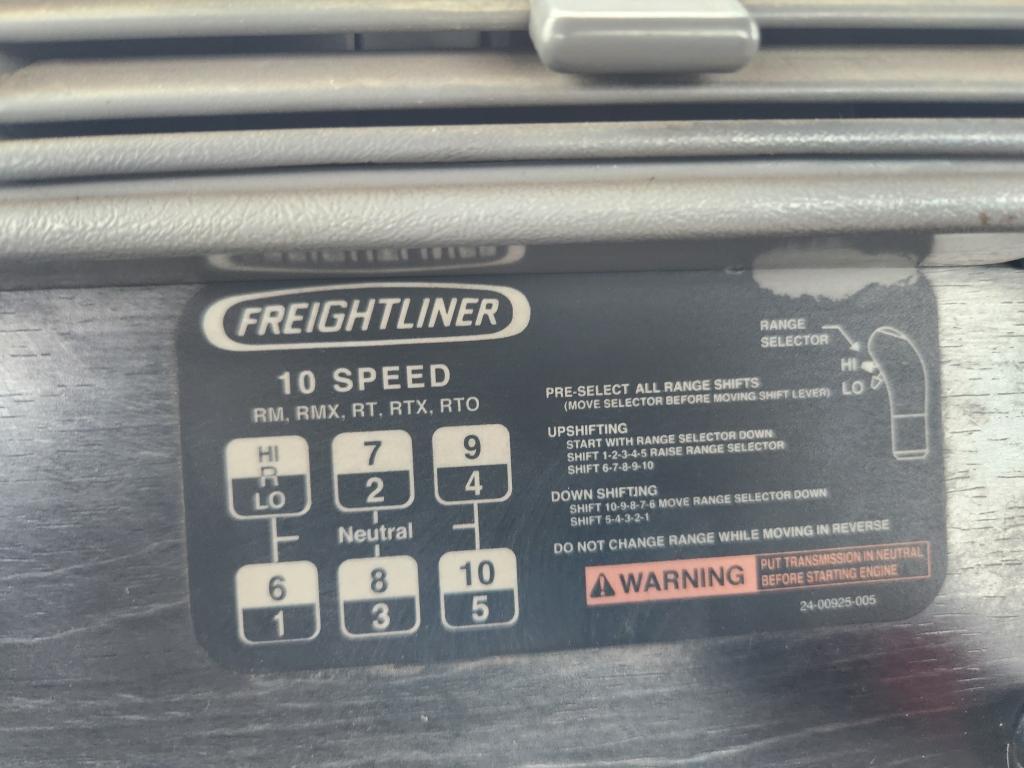 FREIGHTLINER
10 SPEED
RM, RMX, RT, RTX, RTO
HI
R
LO
7
2
9
4
Neutral
6
1
8
3
10
5
RANGE
SELECTOR
HI
LO
PRE-SELECT ALL RANGE SHIFTS
(MOVE SELECTOR BEFORE MOVING SHIFT LEVER)
UPSHIFTING
START WITH RANGE SELECTOR DOWN
SHIFT 1-2-3-4-5 RAISE RANGE SELECTOR
SHIFT 6-7-8-9-10
DOWN SHIFTING
SHIFT 10-9-8-7-6 MOVE RANGE SELECTOR DOWN
SHIFT 5-4-3-2-1
DO NOT CHANGE RANGE WHILE MOVING IN REVERSE
WARNING
PUT TRANSMISSION IN NEUTRAL
BEFORE STARTING ENGINE
24-00925-005